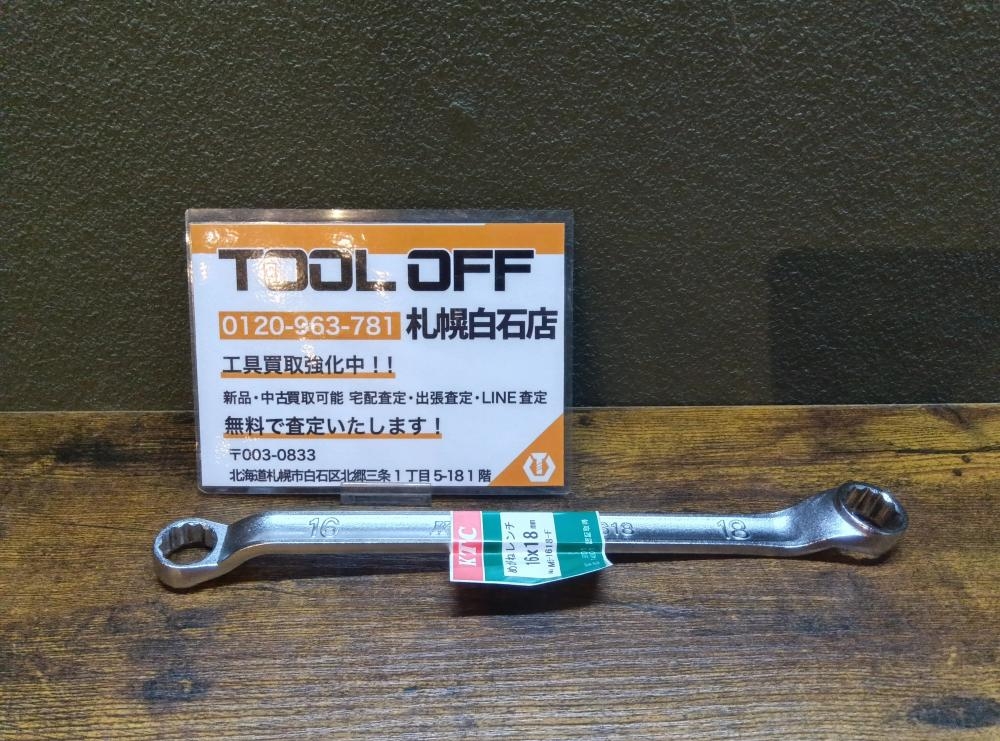 TOOL OFF
0120-963-781 札幌白石店
工具買取強化中！！
新品・中古買取可能 宅配査定・出張査定・LINE査定
無料で査定いたします！
〒003-0833
北海道札幌市白石区北郷三条1丁目5-18 1階
16
18
18
KTC
めがねレンチ
16x18mm